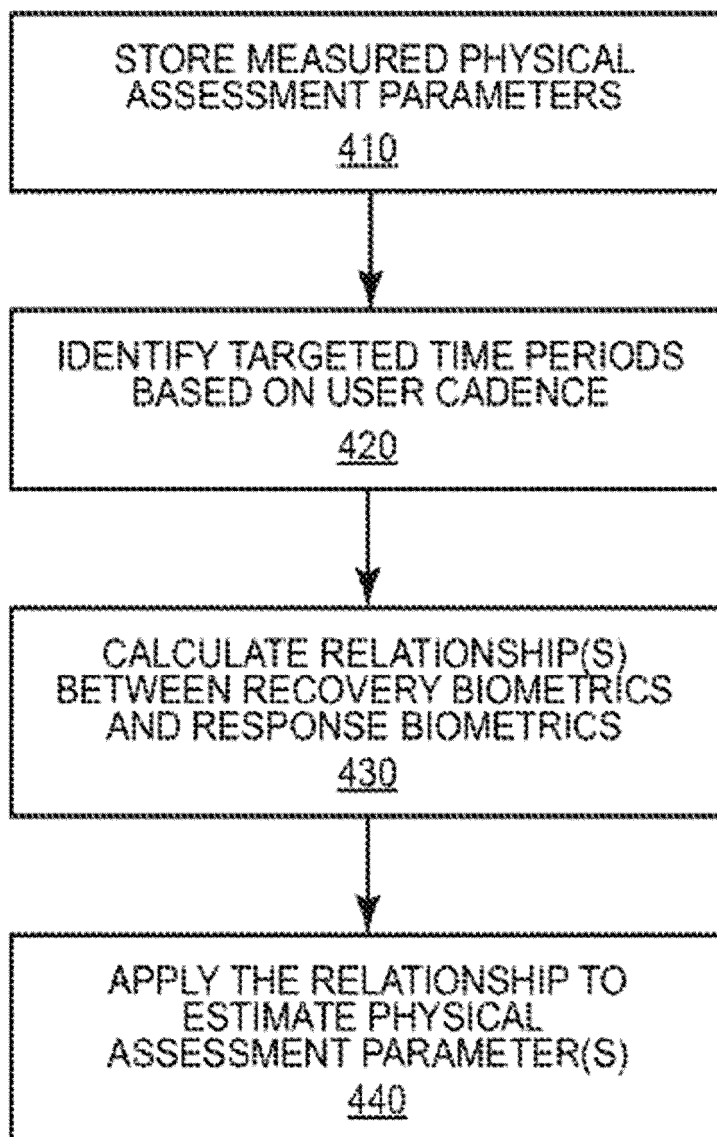 STORE MEASURED PHYSICAL
ASSESSMENT PARAMETERS
410
IDENTIFY TARGETED TIME PERIODS
BASED ON USER CADENCE
420
CALCULATE RELATIONSHIP(S)
BETWEEN RECOVERY BIOMETRICS
AND RESPONSE BIOMETRICS
430
APPLY THE RELATIONSHIP TO
ESTIMATE PHYSICAL
ASSESSMENT PARAMETER(S)
440